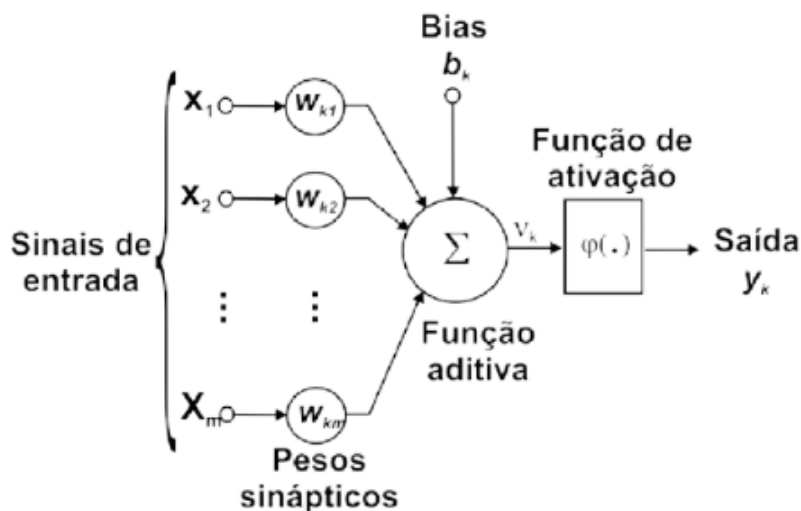 Bias
b_k
x_1
w_k1
Função de
ativação
x_2
w_k2
Sinais de
entrada
Σ
V_k
φ(.)
Saída
y_k
⋮
⋮
Função
aditiva
X_m
w_km
Pesos
sinápticos